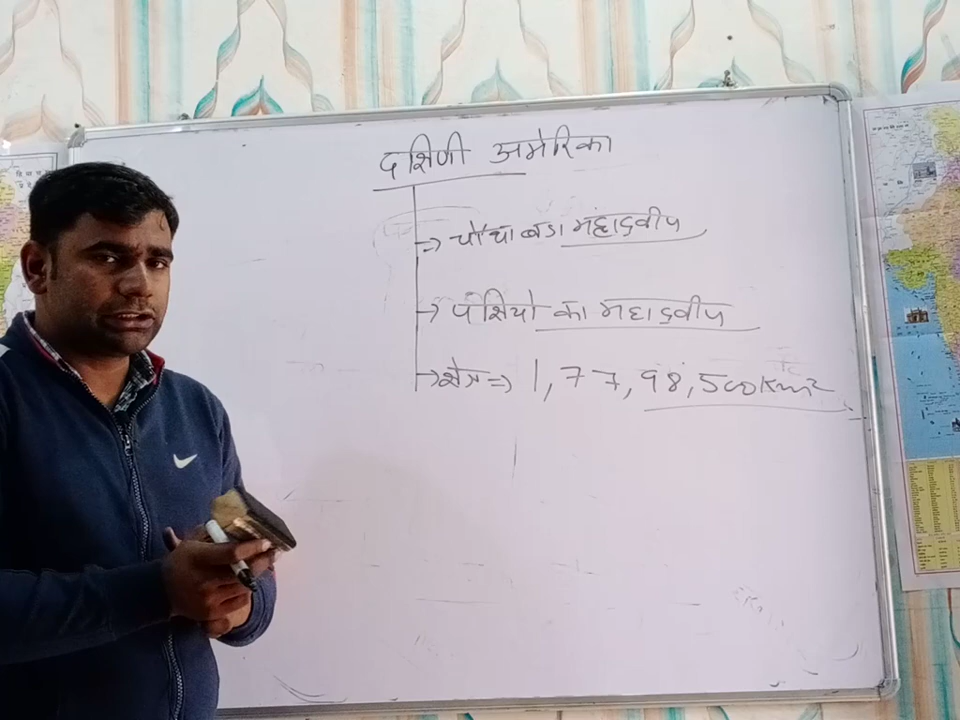 दक्षिणी अमेरिका
=> चौथा बडा महाद्वीप
-> पक्षियो का महाद्वीप
-> क्षेत्र => 1,77,98,500 Km²